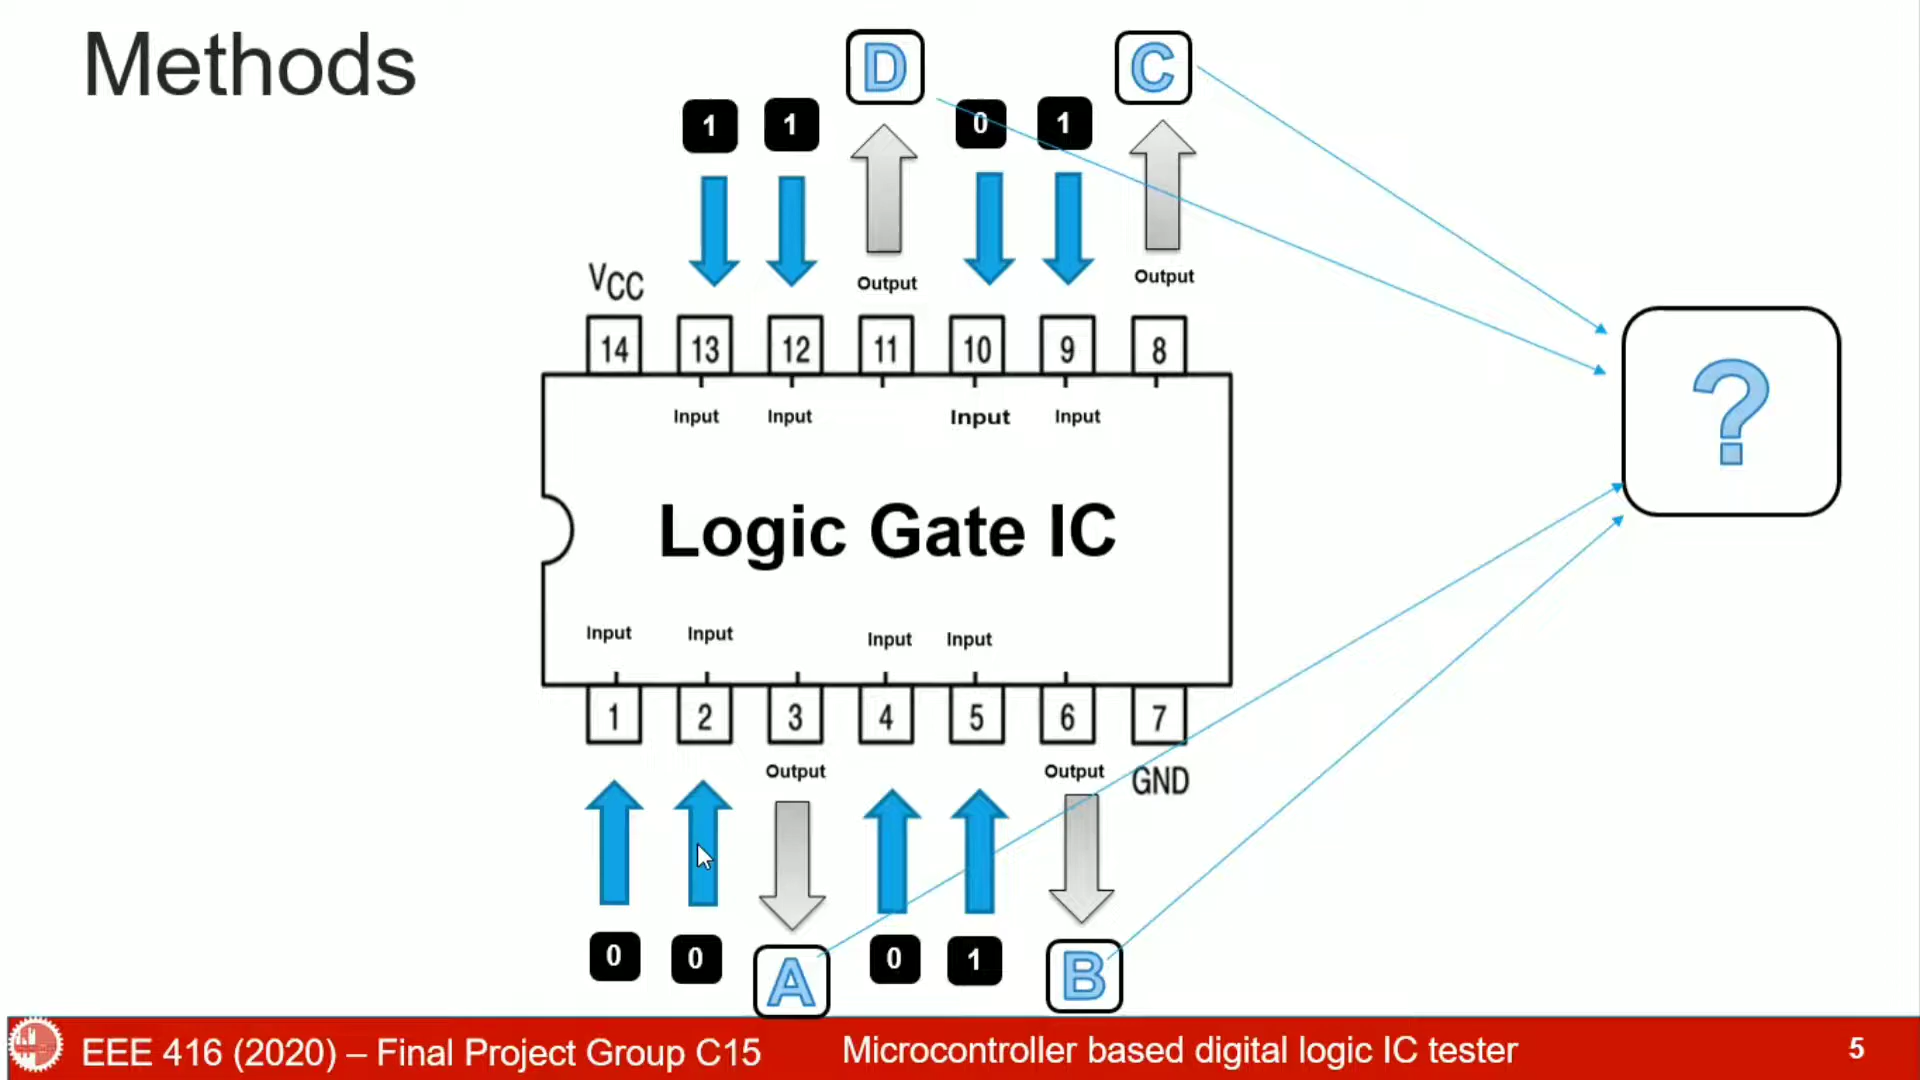 Methods
D
C
1
1
0
1
VCC
Output
Output
14
13
12
11
10
9
8
Input
Input
Input
Input
?
Logic Gate IC
Input
Input
Input
Input
1
2
3
4
5
6
7
Output
Output
GND
0
0
A
0
1
B
EEE 416 (2020) – Final Project Group C15
Microcontroller based digital logic IC tester
5